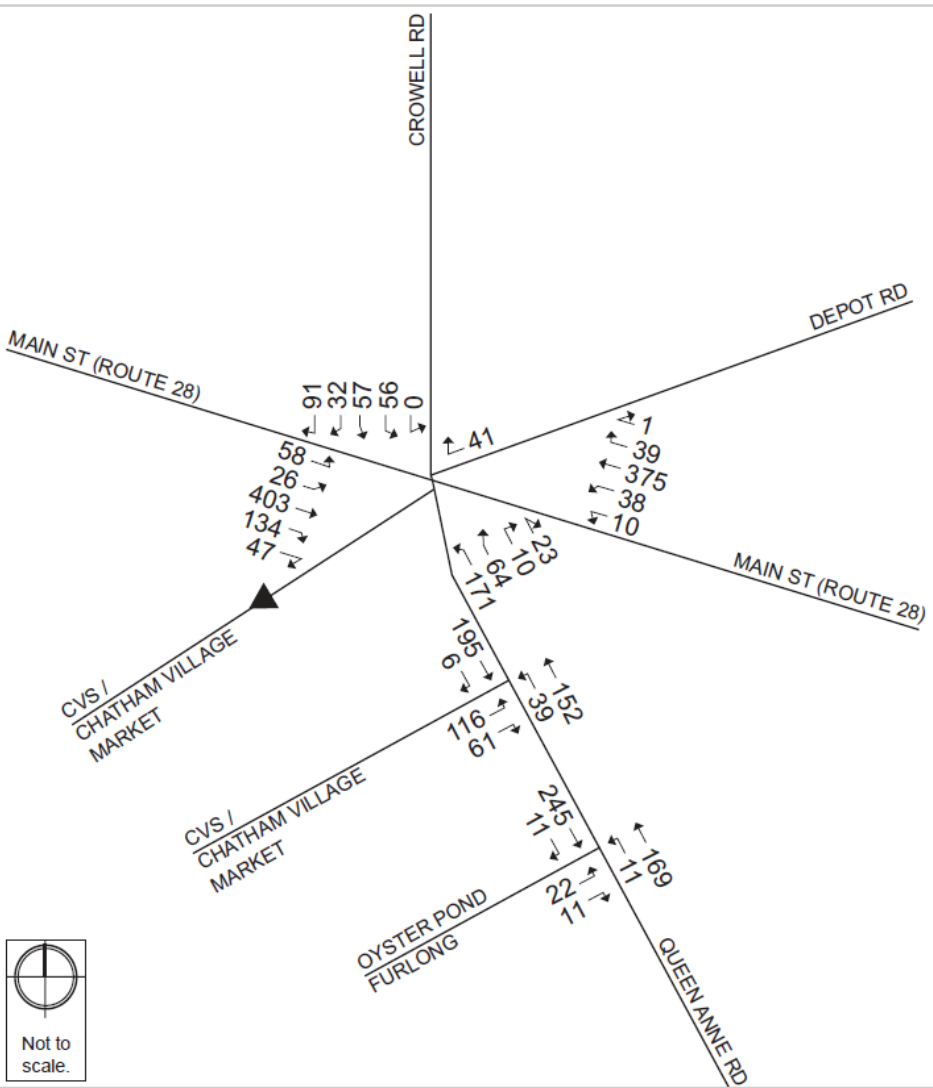 CROWELL RD
DEPOT RD
MAIN ST (ROUTE 28)
91
32
57
56
0
41
1
39
375
38
10
58
26
403
134
47
23
10
64
171
MAIN ST (ROUTE 28)
CVS /
CHATHAM VILLAGE
MARKET
195
6
152
39
116
61
CVS /
CHATHAM VILLAGE
MARKET
245
11
169
11
22
11
OYSTER POND
FURLONG
QUEEN ANNE RD
Not to
scale.